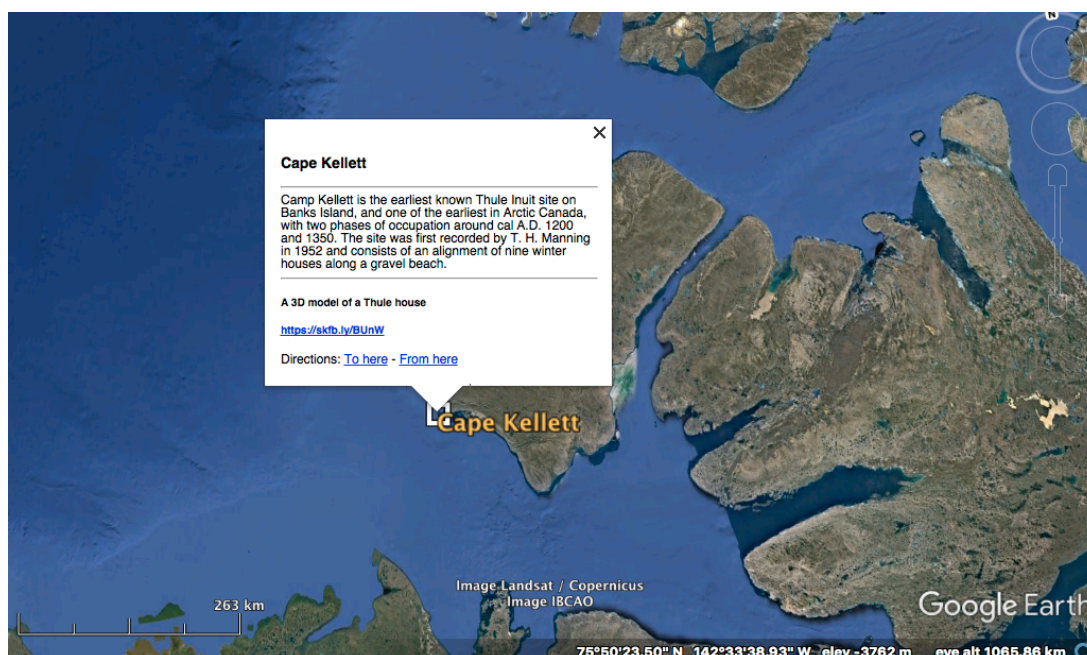 N
Cape Kellett
Camp Kellett is the earliest known Thule Inuit site on
Banks Island, and one of the earliest in Arctic Canada,
with two phases of occupation around cal A.D. 1200
and 1350. The site was first recorded by T. H. Manning
in 1952 and consists of an alignment of nine winter
houses along a gravel beach.
A 3D model of a Thule house
https://skfb.ly/BUnW
Directions: To here - From here
Cape Kellett
Image Landsat / Copernicus
Image IBCAO
263 km
Google Earth
75°50'23.50" N 142°33'38.93" W elev -3762 m eye alt 1065.86 km